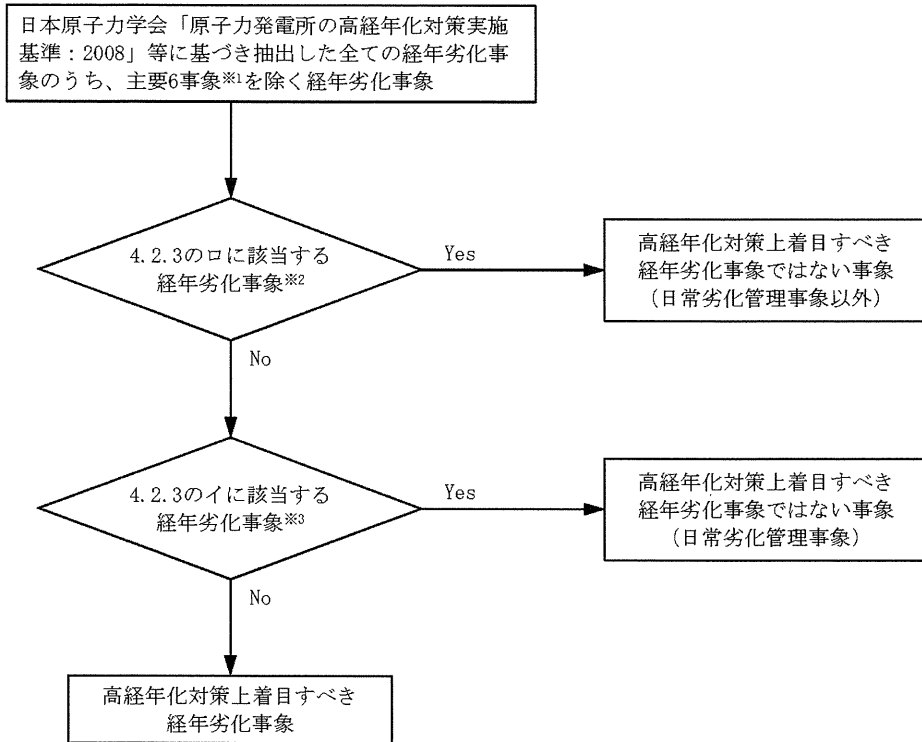 日本原子力学会「原子力発電所の高経年化対策実施
基準：2008」等に基づき抽出した全ての経年劣化事
象のうち、主要6事象※1を除く経年劣化事象
4.2.3のロに該当する
経年劣化事象※2
Yes
高経年化対策上着目すべき
経年劣化事象ではない事象
(日常劣化管理事象以外)
No
4.2.3のイに該当する
経年劣化事象※3
Yes
高経年化対策上着目すべき
経年劣化事象ではない事象
(日常劣化管理事象)
No
高経年化対策上着目すべき
経年劣化事象